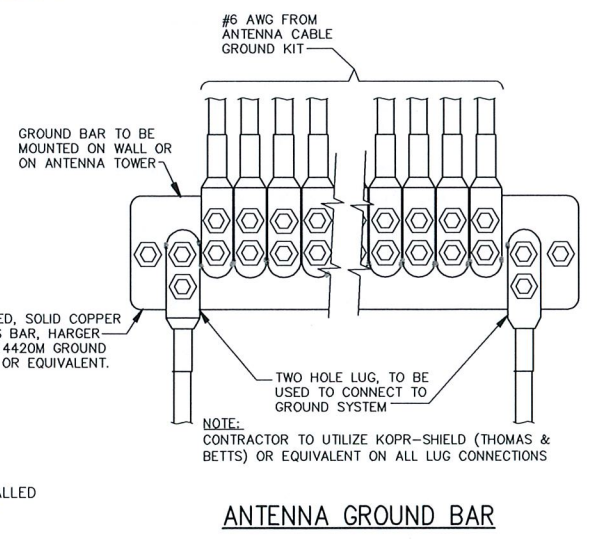 #6 AWG FROM
ANTENNA CABLE
GROUND KIT
GROUND BAR TO BE
MOUNTED ON WALL OR
ON ANTENNA TOWER
ED, SOLID COPPER
S BAR, HARGER
4420M GROUND
OR EQUIVALENT.
TWO HOLE LUG, TO BE
USED TO CONNECT TO
GROUND SYSTEM
NOTE:
CONTRACTOR TO UTILIZE KOPR-SHIELD (THOMAS &
BETTS) OR EQUIVALENT ON ALL LUG CONNECTIONS
ALLED
ANTENNA GROUND BAR